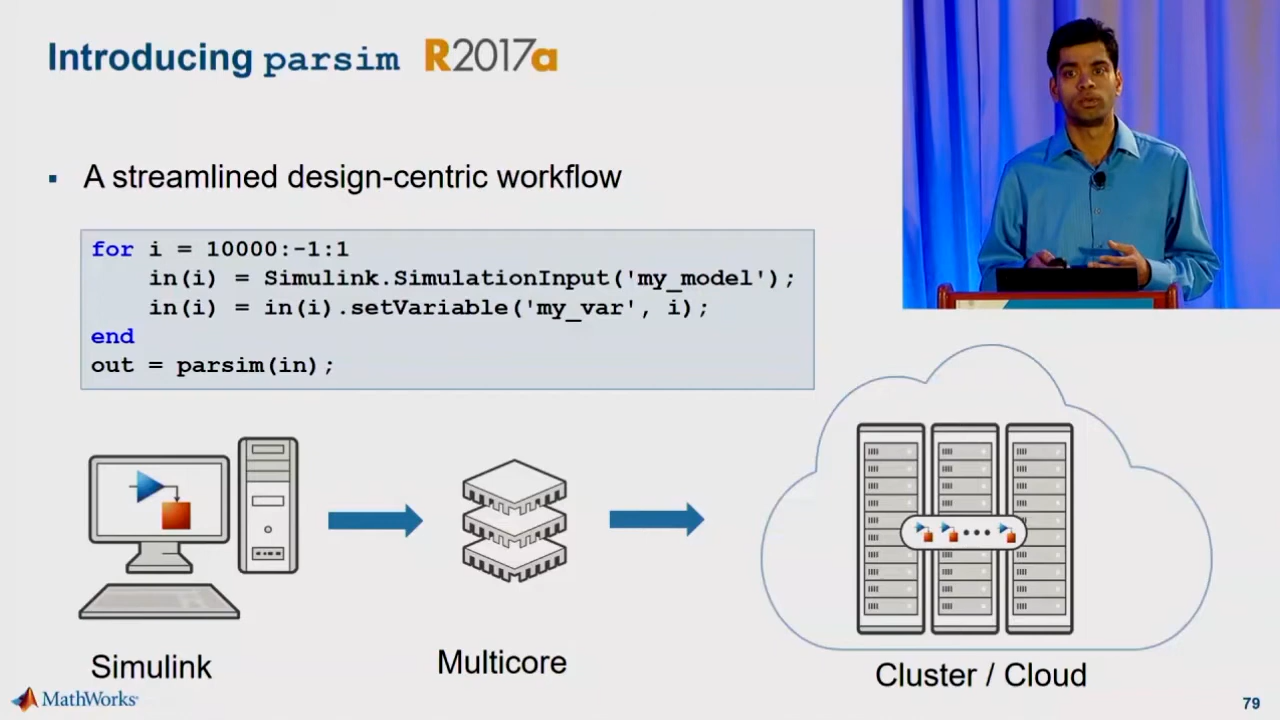 Introducing parsim R2017a
▪ A streamlined design-centric workflow
for i = 10000:-1:1
    in(i) = Simulink.SimulationInput('my_model');
    in(i) = in(i).setVariable('my_var', i);
end
out = parsim(in);
Simulink
Multicore
Cluster / Cloud
MathWorks
79